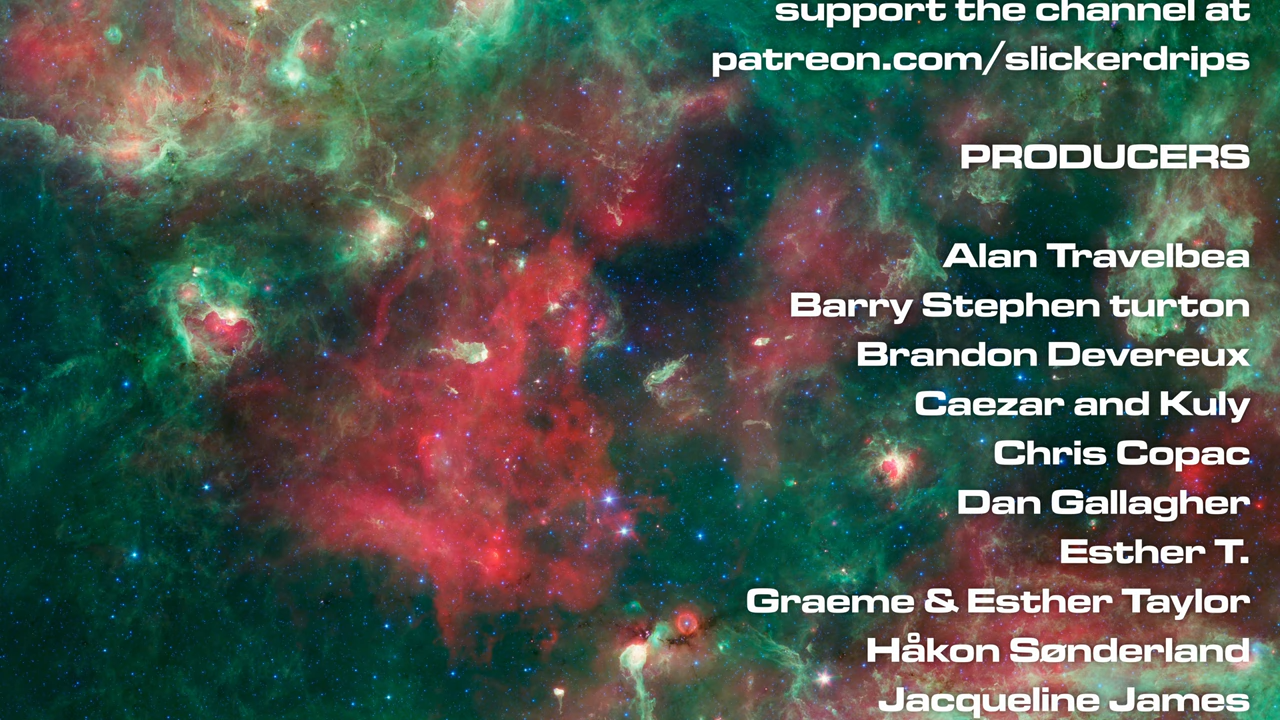 support the channel at
patreon.com/slickerdrips
PRODUCERS
Alan Travelbea
Barry Stephen turton
Brandon Devereux
Caezar and Kuly
Chris Copac
Dan Gallagher
Esther T.
Graeme & Esther Taylor
Håkon Sønderland
Jacqueline James